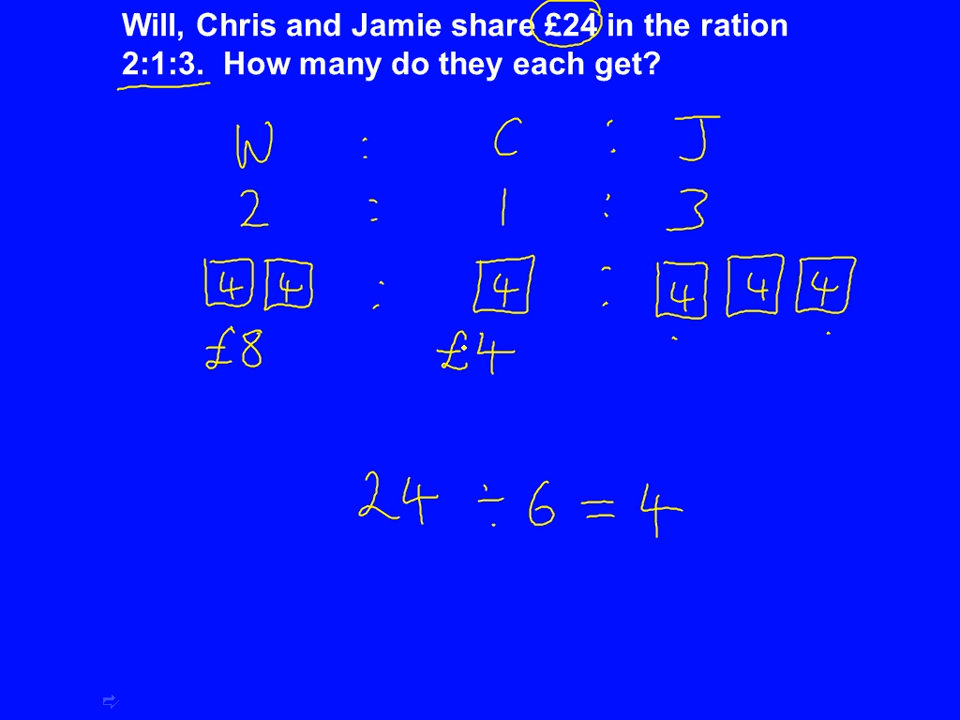 Will, Chris and Jamie share £24 in the ration
2:1:3. How many do they each get?
W : C : J
2 : 1 : 3
4 4 : 4 : 4 4 4
£8 £4
24 ÷ 6 = 4